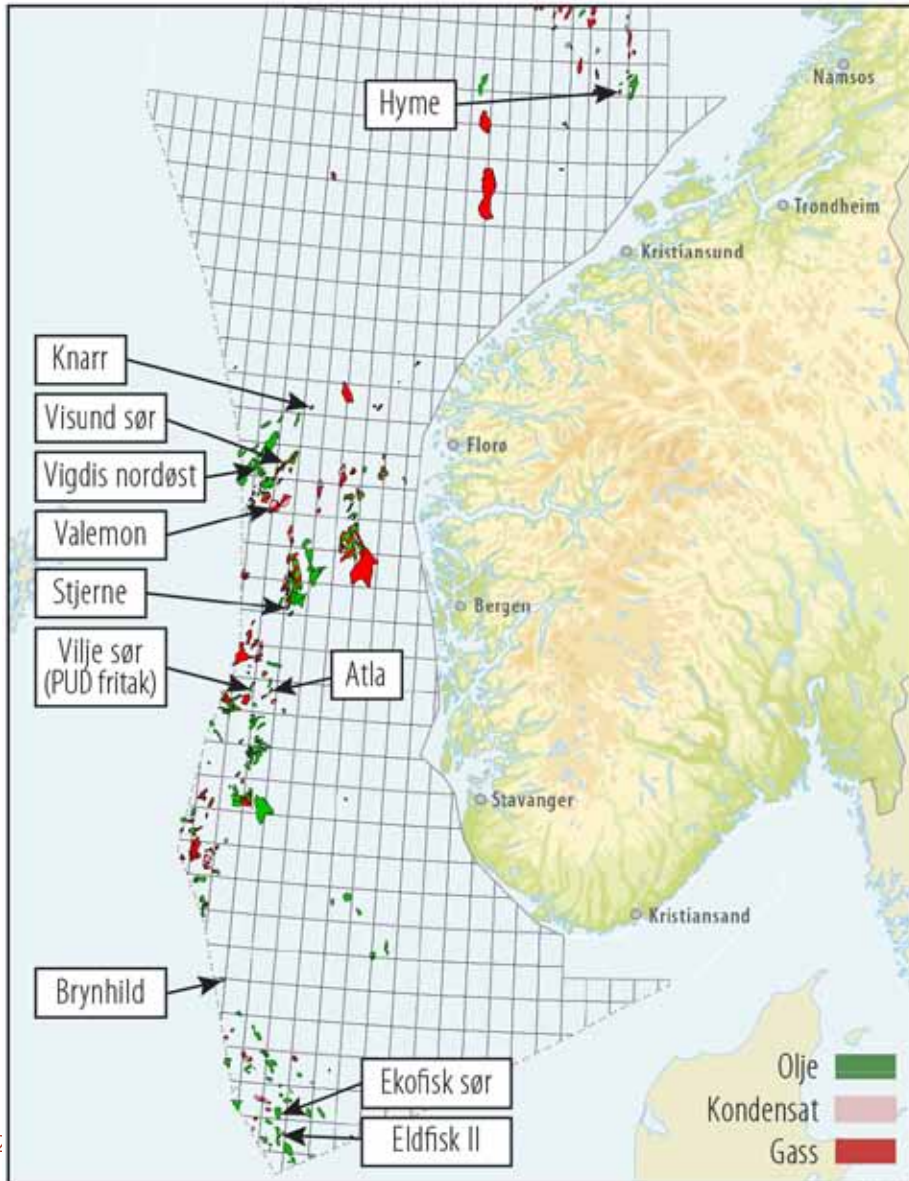 Hyme
Namsos
Trondheim
Kristiansund
Knarr
Visund sør
Florø
Vigdis nordøst
Valemon
Stjerne
Bergen
Vilje sør
(PUD fritak)
Atla
Stavanger
Kristiansand
Brynhild
Olje
Ekofisk sør
Kondensat
Eldfisk II
Gass